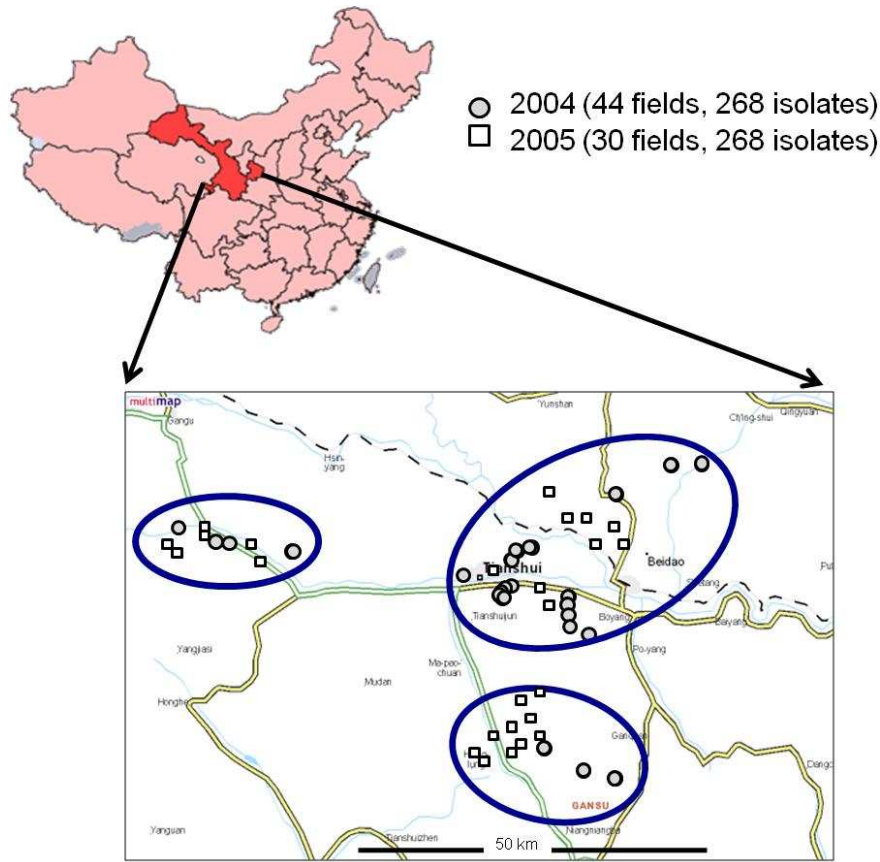 2004 (44 fields, 268 isolates)
2005 (30 fields, 268 isolates)
multimap
Gangu
Yunshan
Ch'ing-shui
Qingyuan
Hsin-
yang
Beidao
Tianshui
Tianshuijun
Boyang
Yangjiasi
Ma-pao-
chuan
Po-yang
Mudan
GANSU
Yanguan
Tianshuizhen
50 km